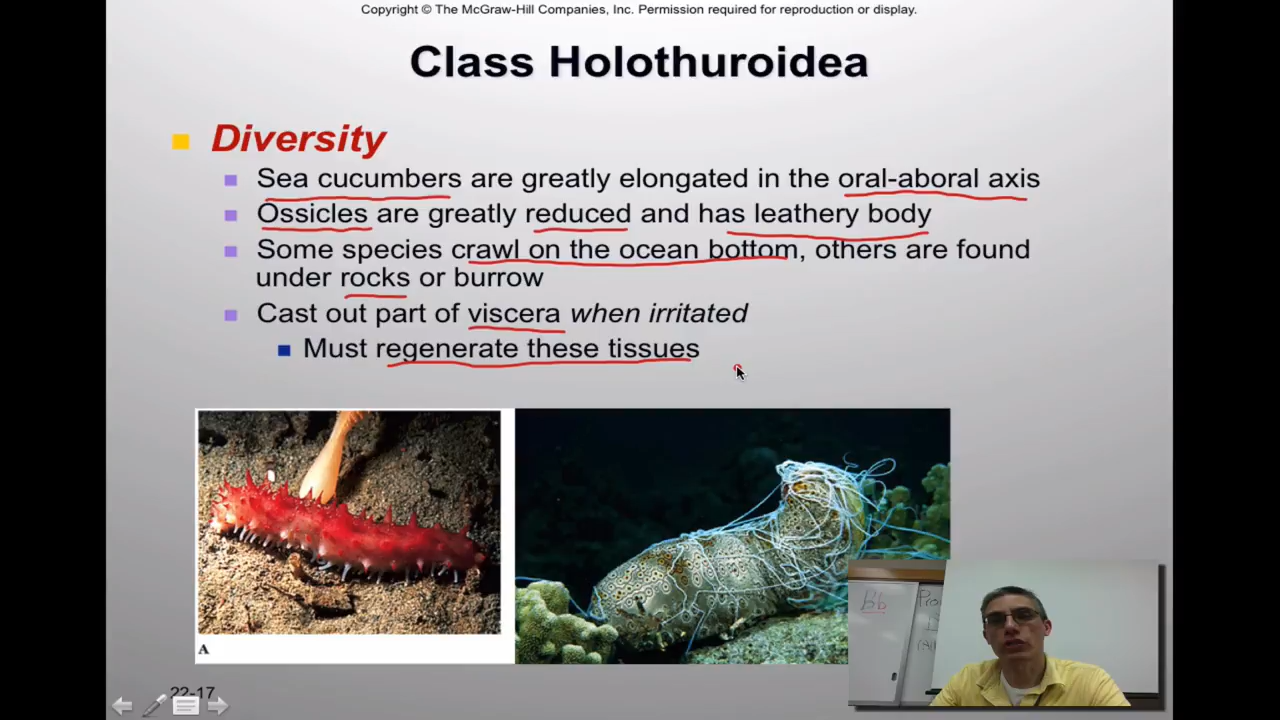 Copyright © The McGraw-Hill Companies, Inc. Permission required for reproduction or display.
Class Holothuroidea
Diversity
Sea cucumbers are greatly elongated in the oral-aboral axis
Ossicles are greatly reduced and has leathery body
Some species crawl on the ocean bottom, others are found
under rocks or burrow
Cast out part of viscera when irritated
Must regenerate these tissues
A
22-17